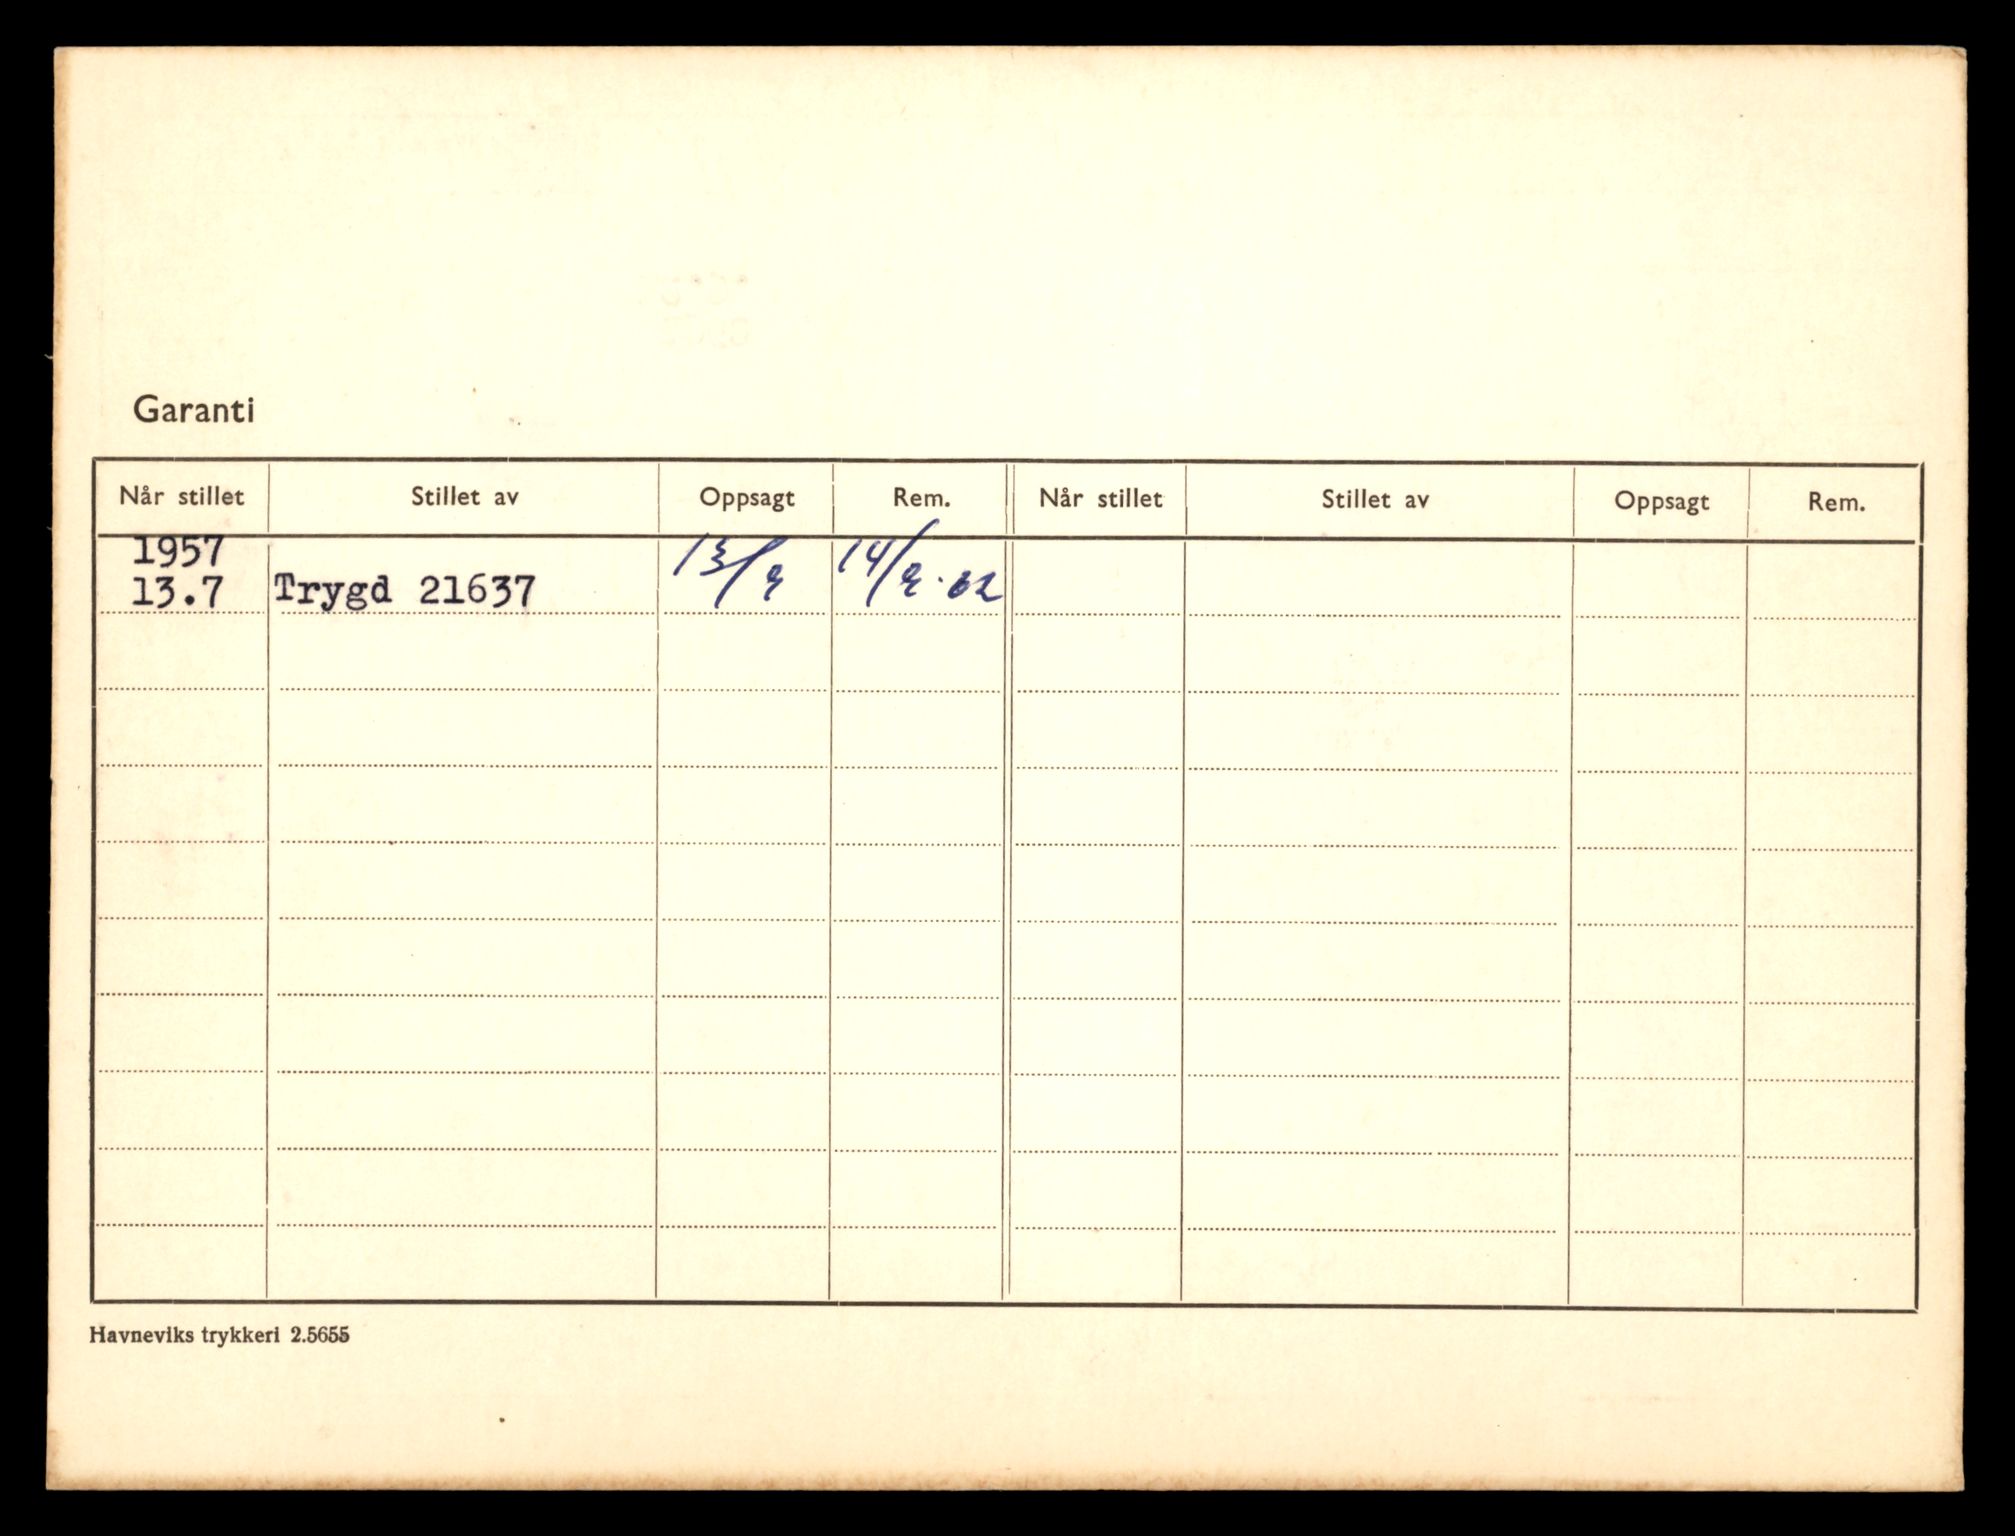 Garanti
Når stillet Stillet av Oppsagt Rem. Når stillet Stillet av Oppsagt Rem.
1957
13.7 Trygd 21637 13/9 14/9.62
Havneviks trykkeri 2.5655